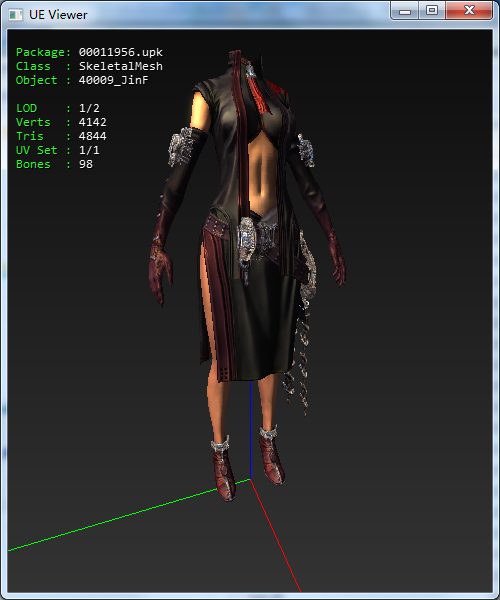 UE Viewer
Package: 00011956.upk
Class : SkeletalMesh
Object : 40009_JinF
LOD : 1/2
Verts : 4142
Tris : 4844
UV Set : 1/1
Bones : 98